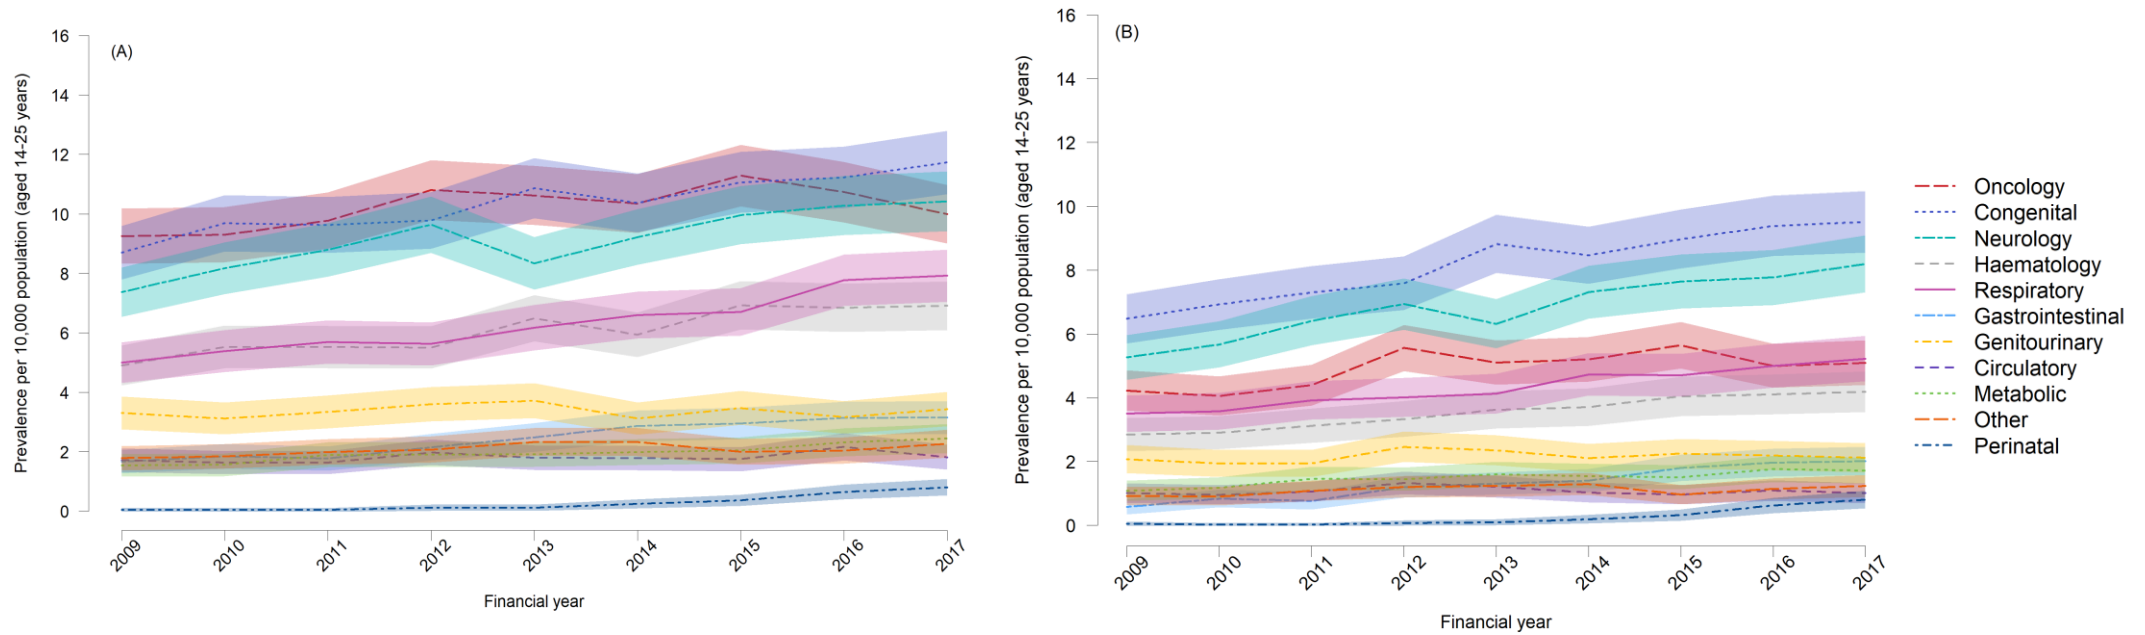 (A)
Prevalence per 10,000 population (aged 14-25 years)
16
14
12
10
8
6
4
2
0
2009
2010
2011
2012
2013
2014
2015
2016
2017
Financial year
(B)
Prevalence per 10,000 population (aged 14-25 years)
16
14
12
10
8
6
4
2
0
2009
2010
2011
2012
2013
2014
2015
2016
2017
Financial year
Oncology
Congenital
Neurology
Haematology
Respiratory
Gastrointestinal
Genitourinary
Circulatory
Metabolic
Other
Perinatal